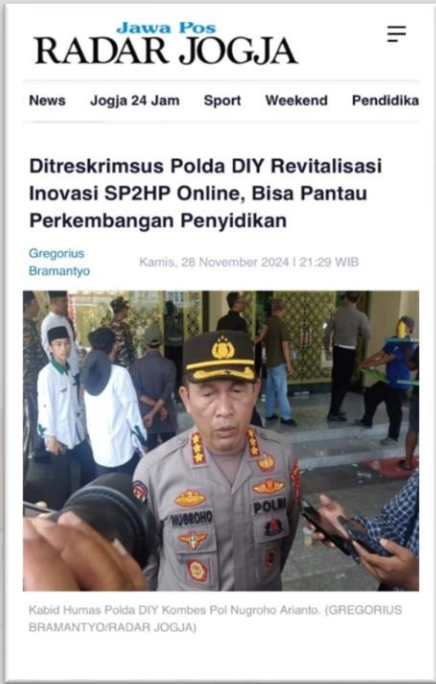 Jawa Pos
RADAR JOGJA
News Jogja 24 Jam Sport Weekend Pendidika
Ditreskrimsus Polda DIY Revitalisasi
Inovasi SP2HP Online, Bisa Pantau
Perkembangan Penyidikan
Gregorius
Bramantyo
Kamis, 28 November 2024 | 21:29 WIB
NUGROHO
POLRI
Kabid Humas Polda DIY Kombes Pol Nugroho Arianto. (GREGORIUS
BRAMANTYO/RADAR JOGJA)